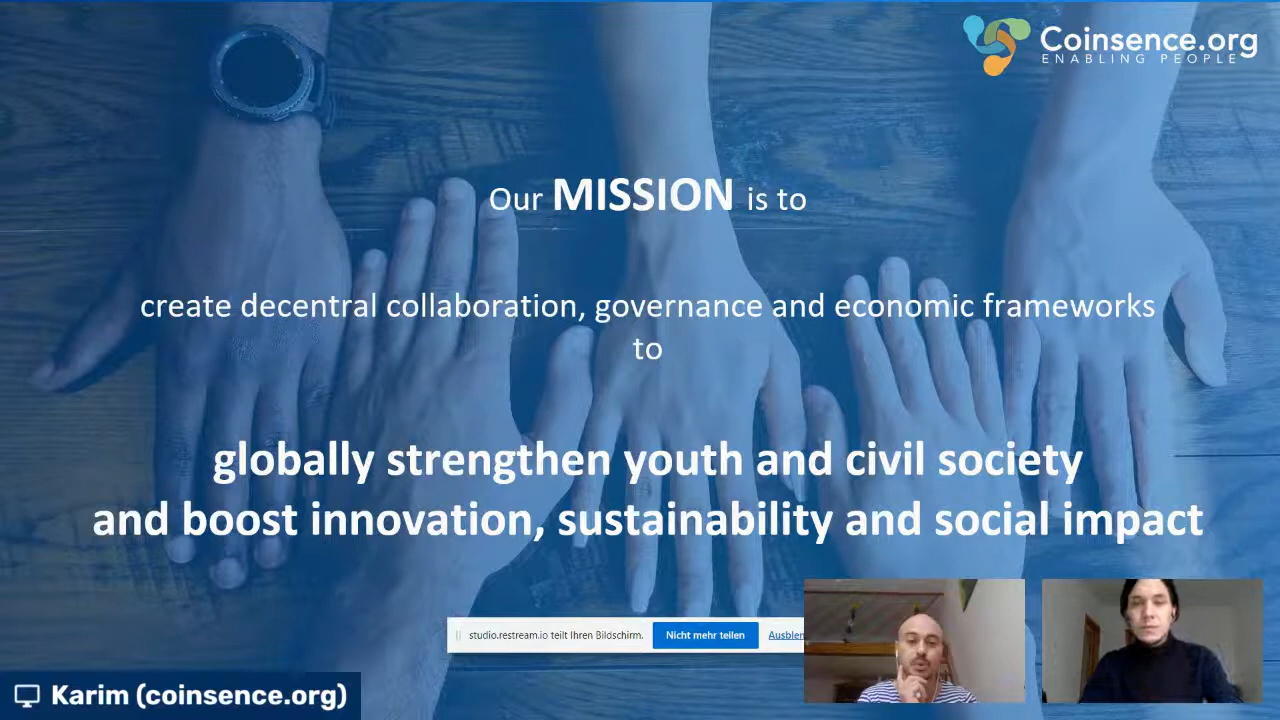 Coinsence.org
ENABLING PEOPLE
Our MISSION is to
create decentral collaboration, governance and economic frameworks
to
globally strengthen youth and civil society
and boost innovation, sustainability and social impact
studio.restream.io teilt Ihren Bildschirm. Nicht mehr teilen Ausblen
Karim (coinsence.org)